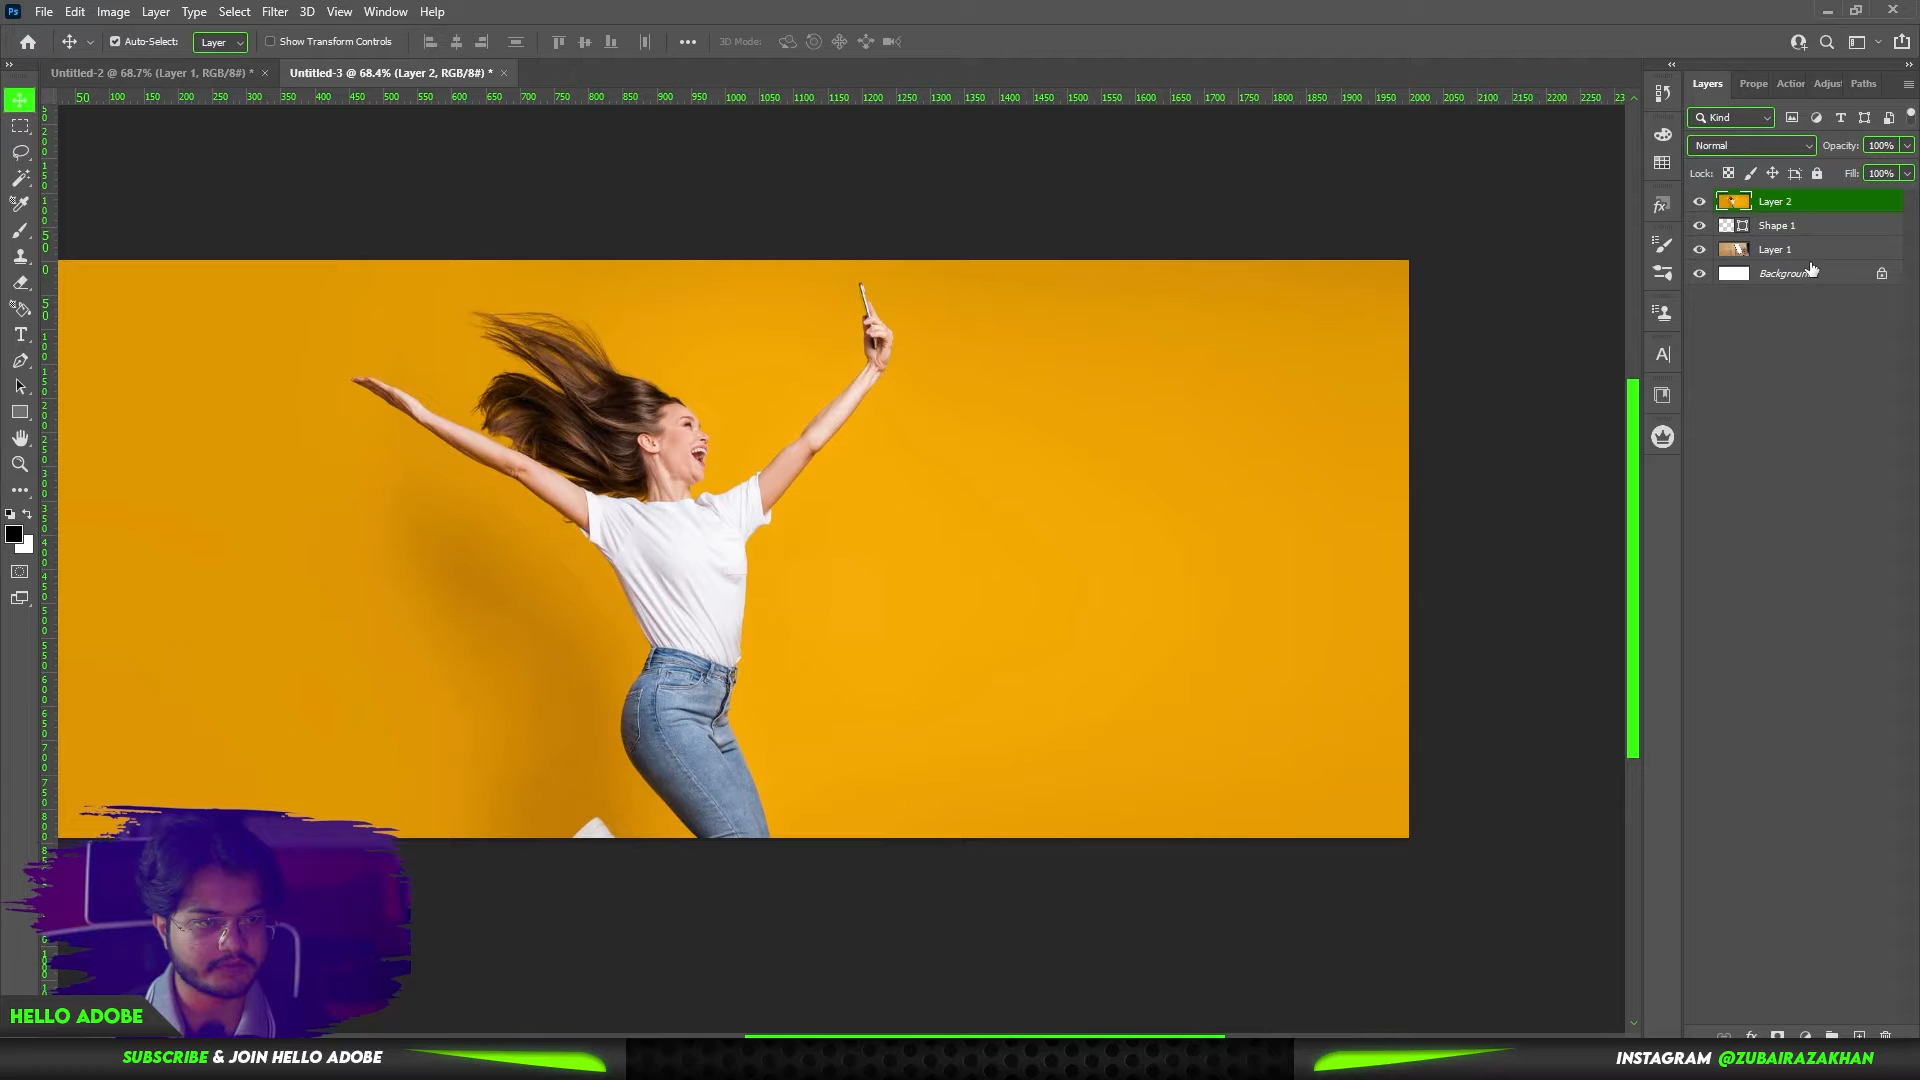 Ps File Edit Image Layer Type Select Filter 3D View Window Help
Auto-Select: Layer Show Transform Controls 3D Mode:
Untitled-2 @ 68.7% (Layer 1, RGB/8#) * Untitled-3 @ 68.4% (Layer 2, RGB/8#) *
50 100 150 200 250 300 350 400 450 500 550 600 650 700 750 800 850 900 950 1000 1050 1100 1150 1200 1250 1300 1350 1400 1450 1500 1550 1600 1650 1700 1750 1800 1850 1900 1950 2000 2050 2100 2150 2200 2250
Layers Prope Action Adjus Paths
Kind
Normal Opacity: 100%
Lock: Fill: 100%
Layer 2
Shape 1
Layer 1
Background
HELLO ADOBE
SUBSCRIBE & JOIN HELLO ADOBE
INSTAGRAM @ZUBAIRAZAKHAN